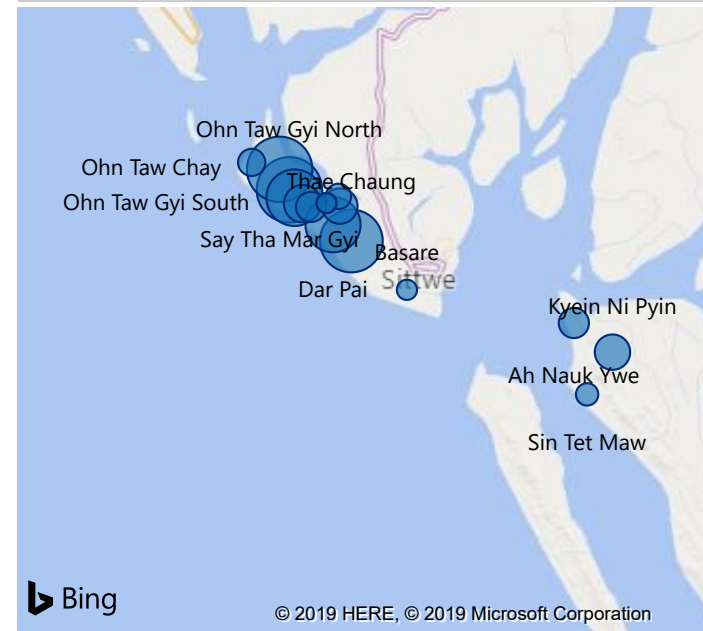 Ohn Taw Gyi North
Ohn Taw Chay
Thae Chaung
Ohn Taw Gyi South
Say Tha Mar Gyi
Basare
Dar Pai
Sittwe
Kyein Ni Pyin
Ah Nauk Ywe
Sin Tet Maw
Bing
© 2019 HERE, © 2019 Microsoft Corporation